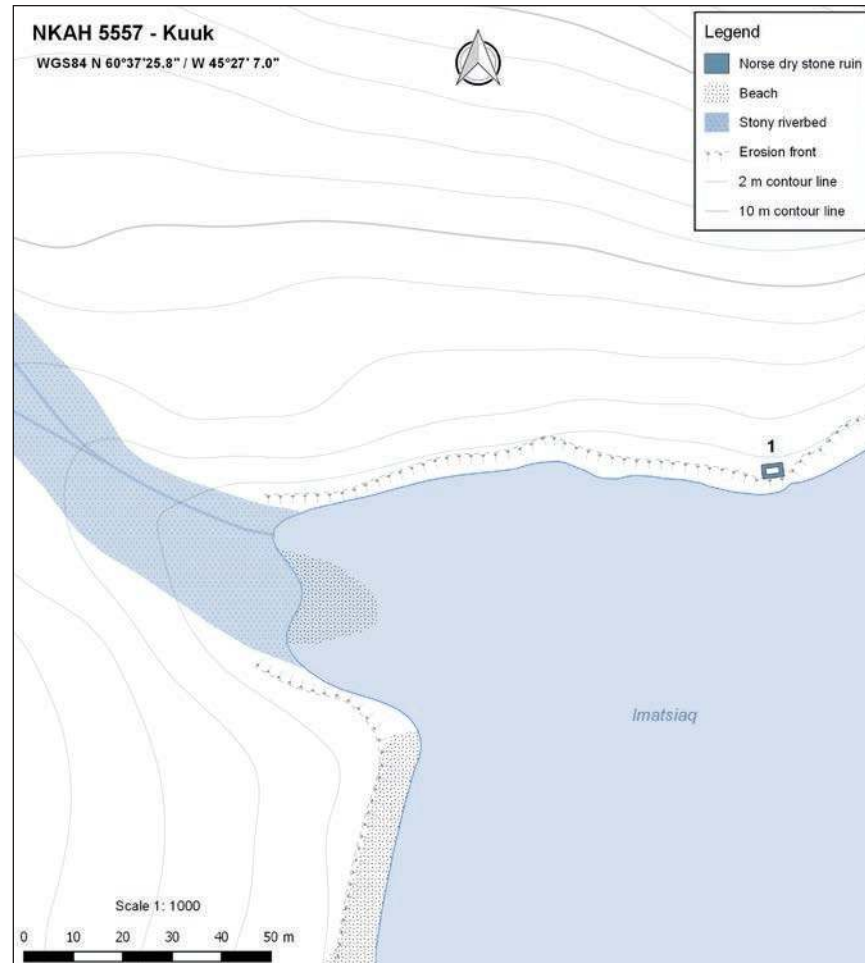 NKAH 5557 - Kuuk
WGS84 N 60°37'25.8" / W 45°27' 7.0"
Legend
Norse dry stone ruin
Beach
Stony riverbed
Erosion front
2 m contour line
10 m contour line
1
Imatsiaq
Scale 1: 1000
0 10 20 30 40 50 m